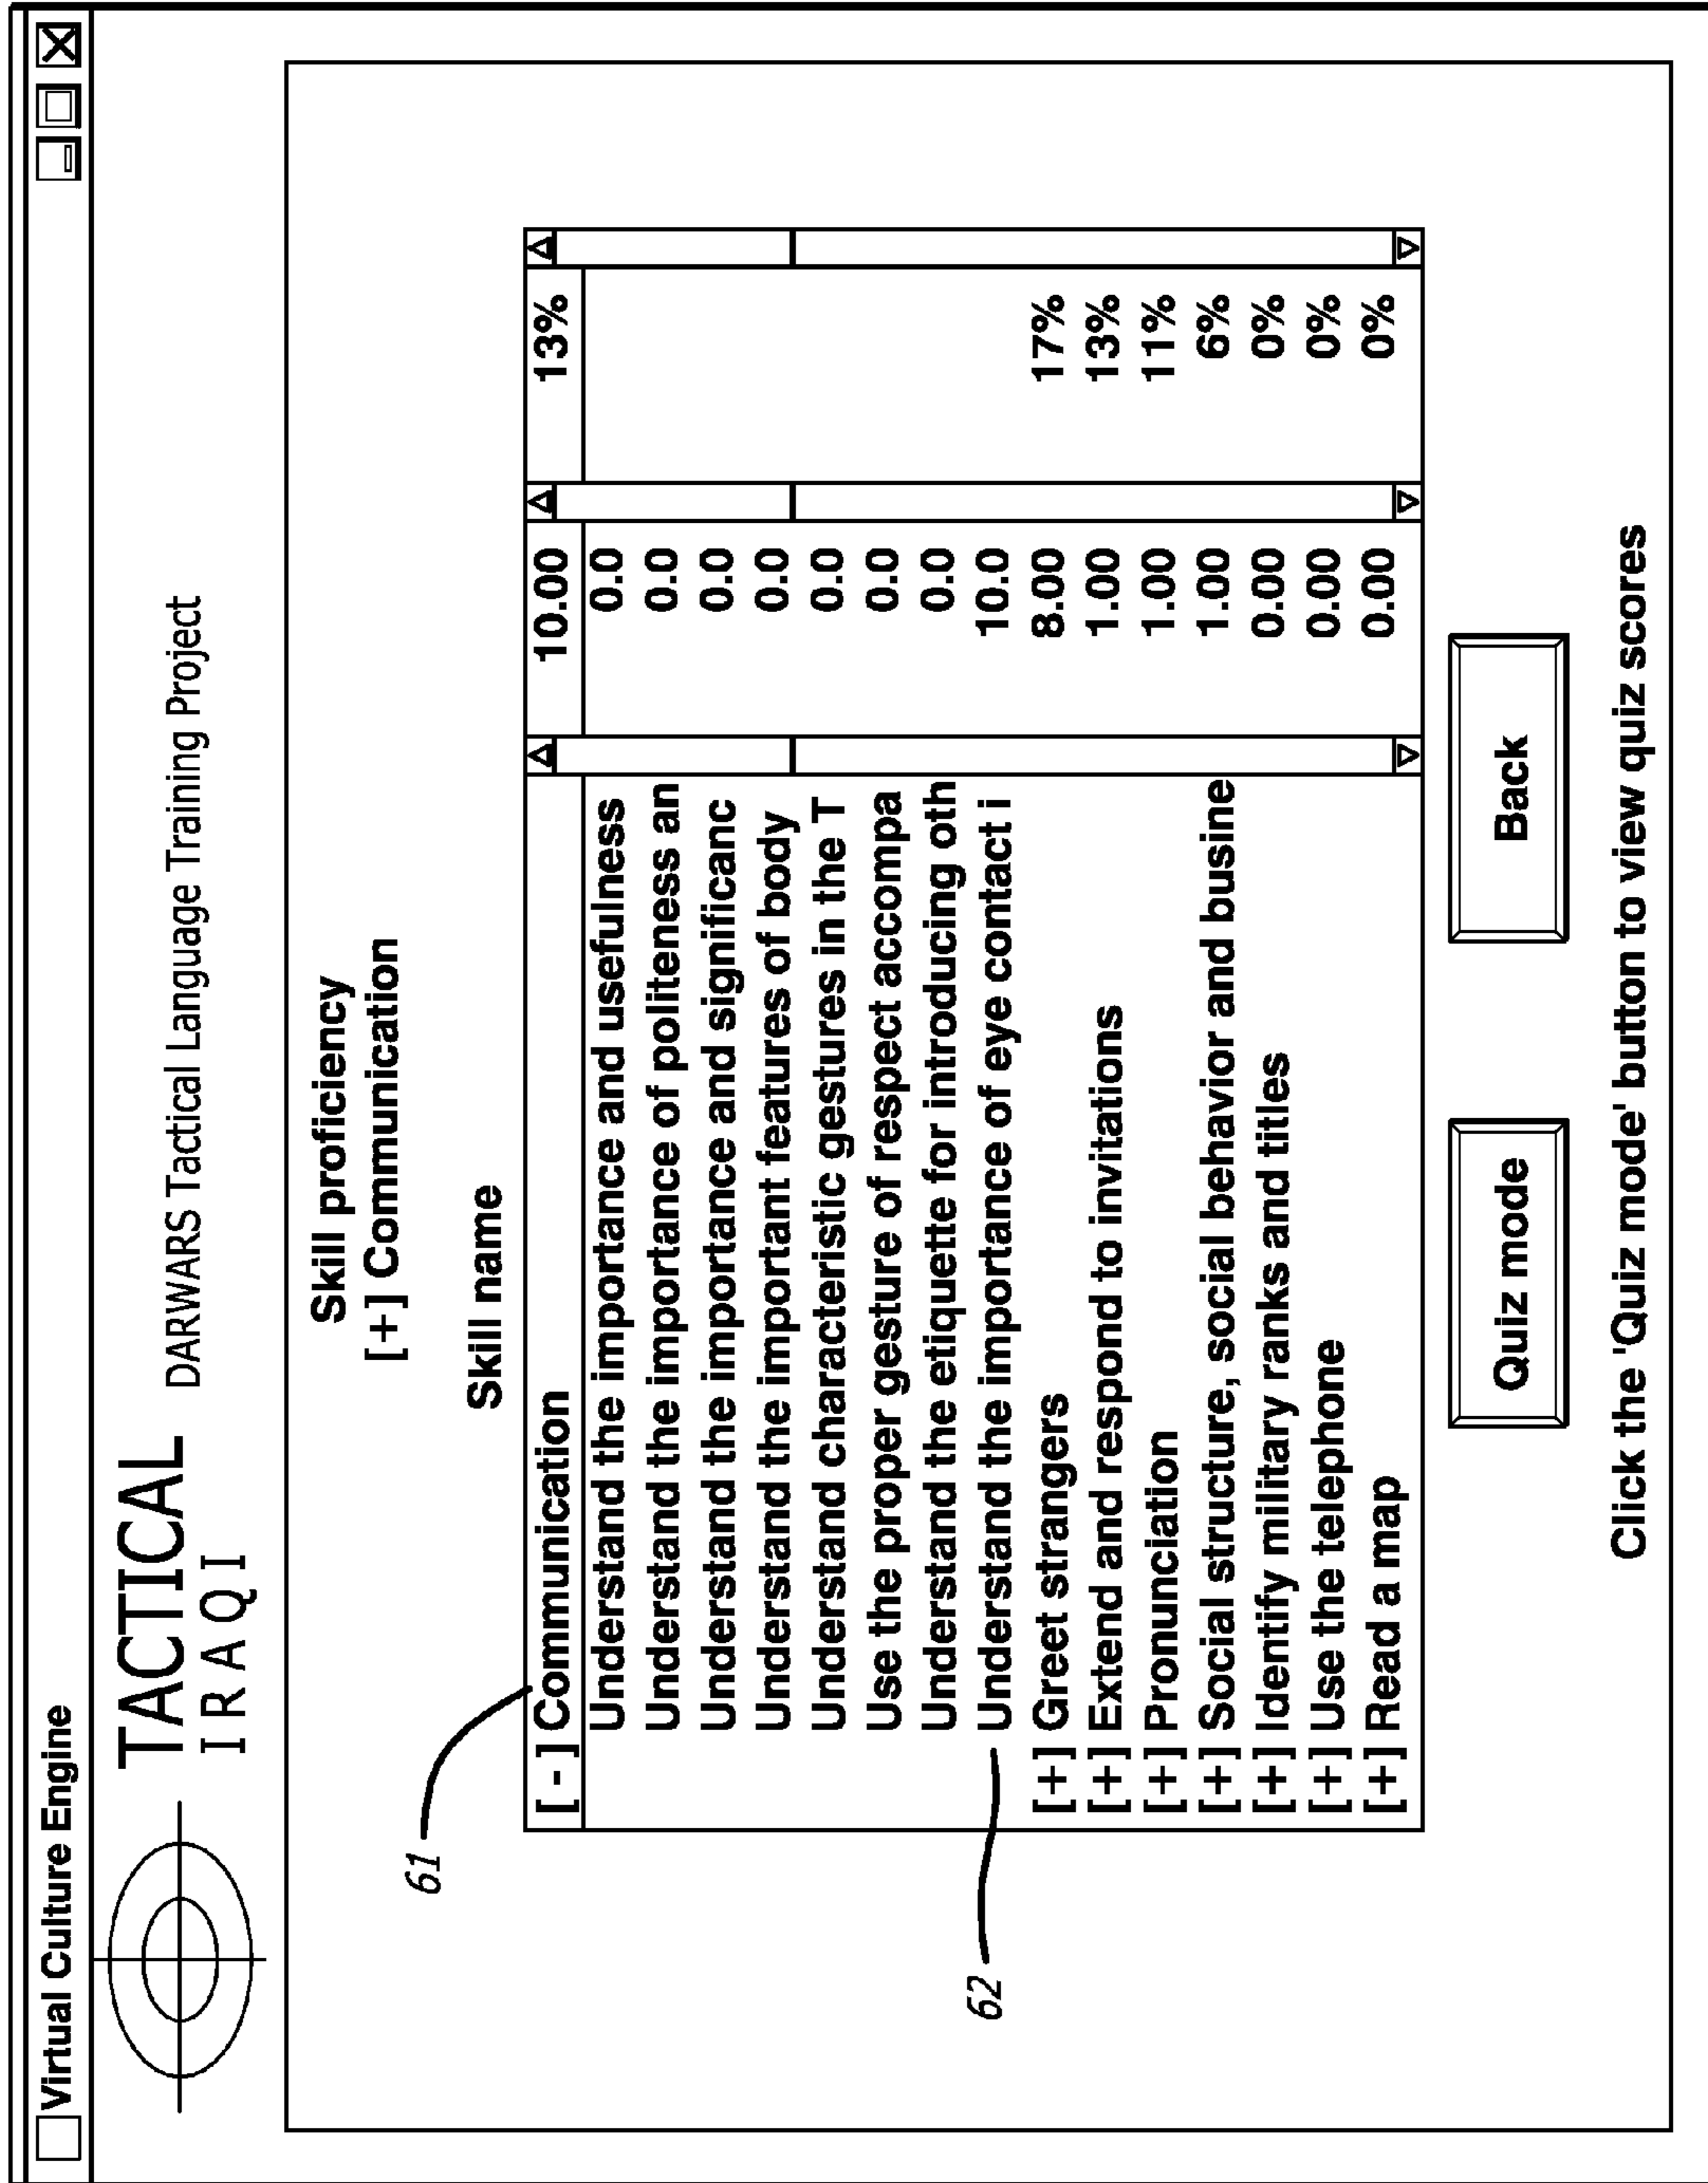 Virtual Culture Engine
TACTICAL DARWARS Tactical Language Training Project
IRAQI
Skill proficiency
[+] Communication
61
Skill name
[-] Communication 10.00 13%
Understand the importance and usefulness 0.0
Understand the importance of politeness an 0.0
Understand the importance and significanc 0.0
Understand the important features of body 0.0
Understand characteristic gestures in the T 0.0
Use the proper gesture of respect accompa 0.0
Understand the etiquette for introducing oth 0.0
62 Understand the importance of eye contact i 10.0
[+] Greet strangers 8.00 17%
[+] Extend and respond to invitations 1.00 13%
[+] Pronunciation 1.00 11%
[+] Social structure, social behavior and busine 1.00 6%
[+] Identify military ranks and titles 0.00 0%
[+] Use the telephone 0.00 0%
[+] Read a map 0.00 0%
Quiz mode Back
Click the 'Quiz mode' button to view quiz scores